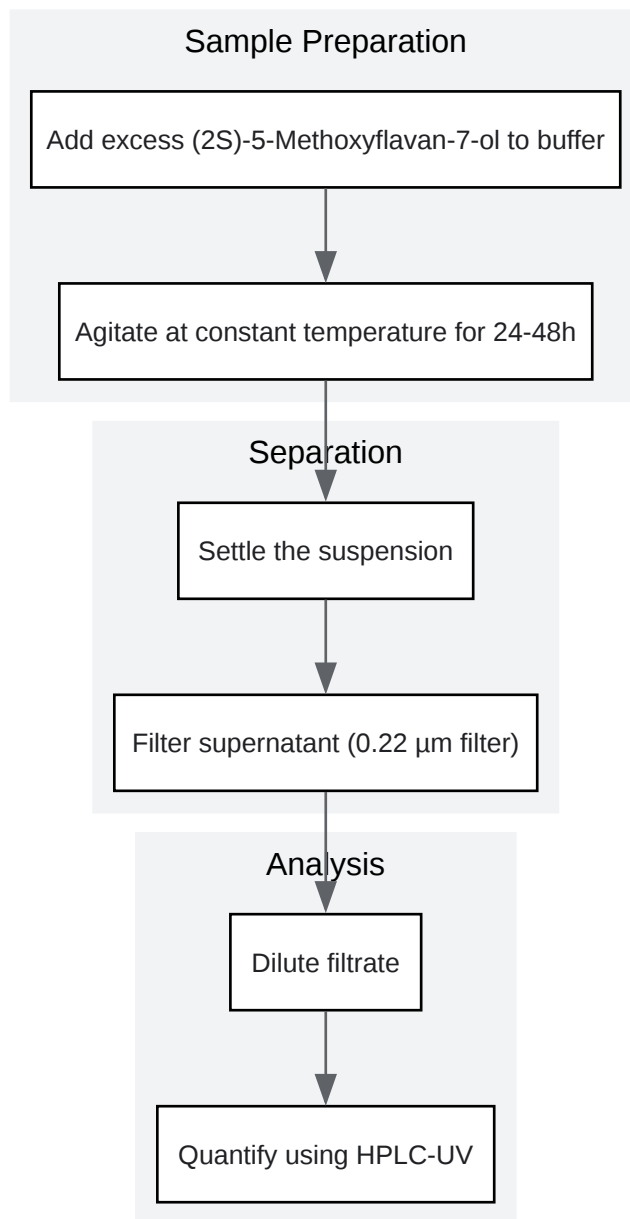 Sample Preparation
Add excess (2S)-5-Methoxyflavan-7-ol to buffer
Agitate at constant temperature for 24-48h
Separation
Settle the suspension
Filter supernatant (0.22 µm filter)
Analysis
Dilute filtrate
Quantify using HPLC-UV